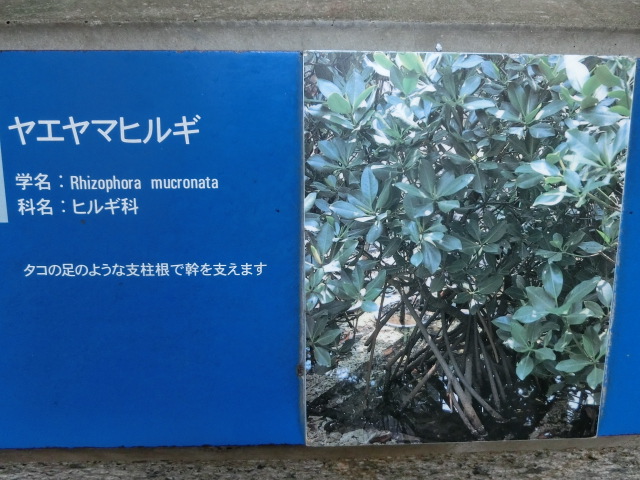 ヤエヤマヒルギ
学名：Rhizophora mucronata
科名：ヒルギ科
タコの足のような支柱根で幹を支えます